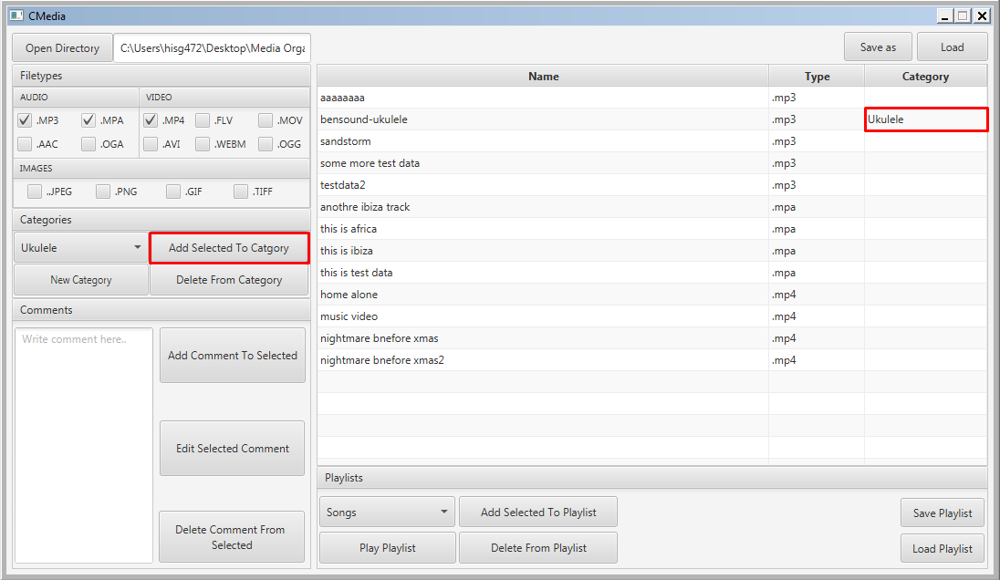 CMedia
Open Directory C:\Users\hisg472\Desktop\Media Orga Save as Load
Filetypes
AUDIO VIDEO
.MP3 .MPA .MP4 .FLV .MOV
.AAC .OGA .AVI .WEBM .OGG
IMAGES
..JPEG .PNG .GIF .TIFF
Categories
Ukulele Add Selected To Catgory
New Category Delete From Category
Comments
Write comment here..
Add Comment To Selected
Edit Selected Comment
Delete Comment From
Selected
Name Type Category
aaaaaaaa .mp3
bensound-ukulele .mp3 Ukulele
sandstorm .mp3
some more test data .mp3
testdata2 .mp3
anothre ibiza track .mpa
this is africa .mpa
this is ibiza .mpa
this is test data .mpa
home alone .mp4
music video .mp4
nightmare bnefore xmas .mp4
nightmare bnefore xmas2 .mp4
Playlists
Songs Add Selected To Playlist Save Playlist
Play Playlist Delete From Playlist Load Playlist